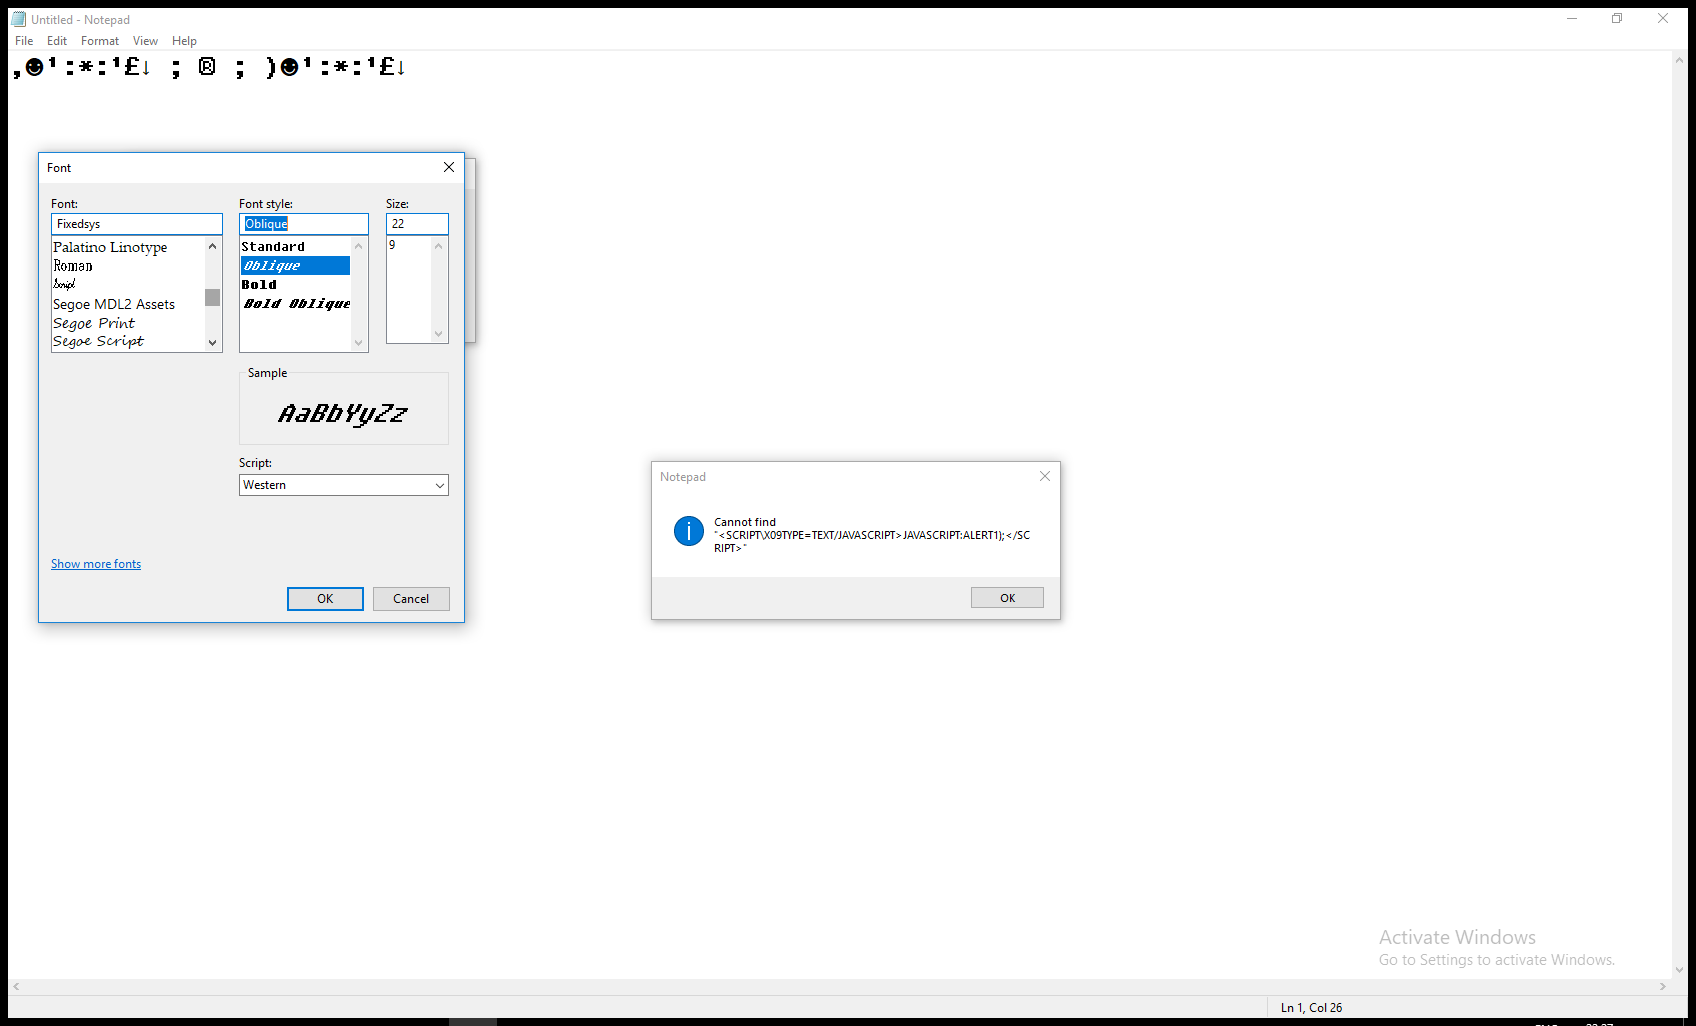 Untitled - Notepad
File Edit Format View Help
,☻¹:*:¹£↓ ; ® ; )☻¹:*:¹£↓
Font
Font: Font style: Size:
Fixedsys Oblique 22
Palatino Linotype Standard 9
Roman Oblique
Script Bold
Segoe MDL2 Assets Bold Oblique
Segoe Print
Segoe Script
Sample
AaBbYyZz
Script:
Western
Show more fonts
OK Cancel
Notepad
Cannot find
"<SCRIPT\X09TYPE=TEXT/JAVASCRIPT>JAVASCRIPT:ALERT1);</SC
RIPT>"
OK
Activate Windows
Go to Settings to activate Windows.
Ln 1, Col 26